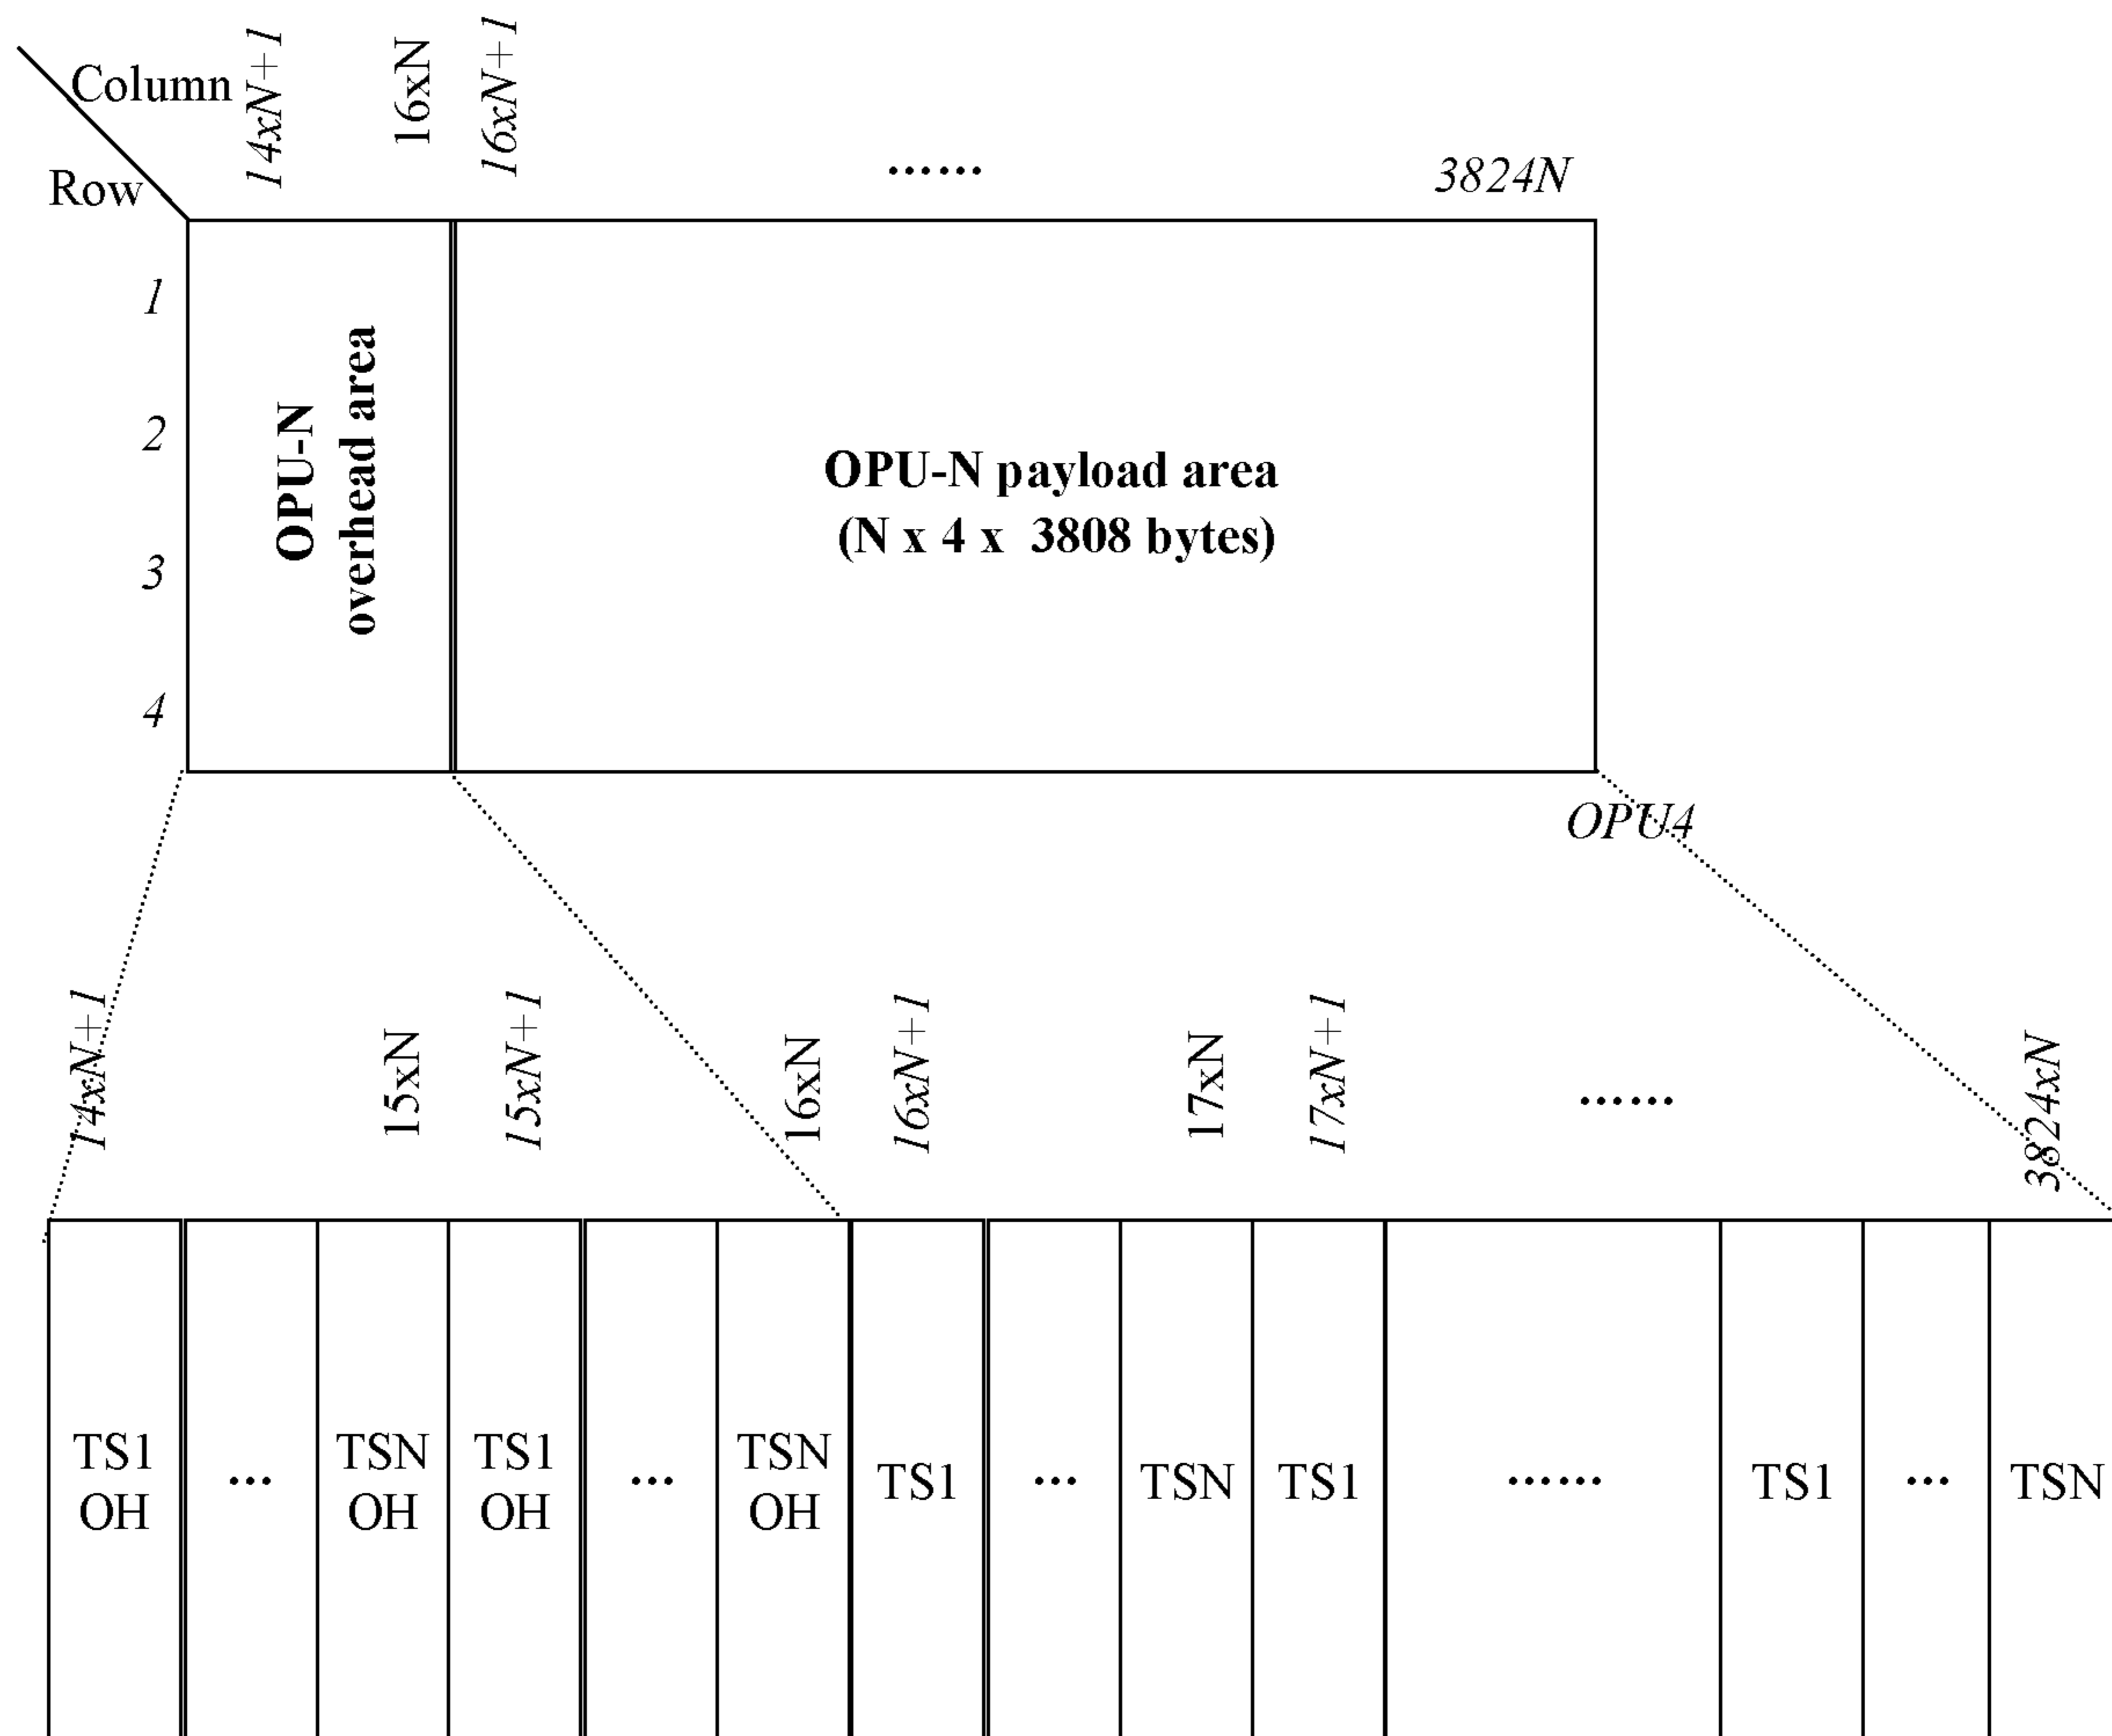 Column
14xN+1
16xN
16xN+1
......
3824N
Row
1
2
3
4
OPU-N
overhead area
OPU-N payload area
(N x 4 x 3808 bytes)
OPU4
14xN+1
15xN
15xN+1
16xN
16xN+1
17xN
17xN+1
......
3824xN
TS1
OH
...
TSN
OH
TS1
OH
...
TSN
OH
TS1
...
TSN
TS1
......
TS1
...
TSN